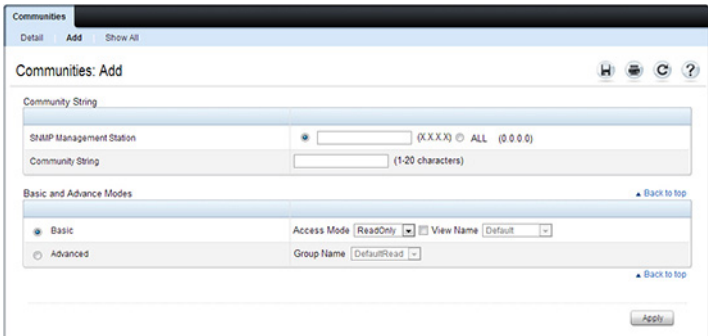 Communities
Detail Add Show All
Communities: Add
Community String
SNMP Management Station (X.X.X.X) ALL (0.0.0.0)
Community String (1-20 characters)
Basic and Advance Modes ▲ Back to top
Basic Access Mode ReadOnly View Name Default
Advanced Group Name DefaultRead
▲ Back to top
Apply